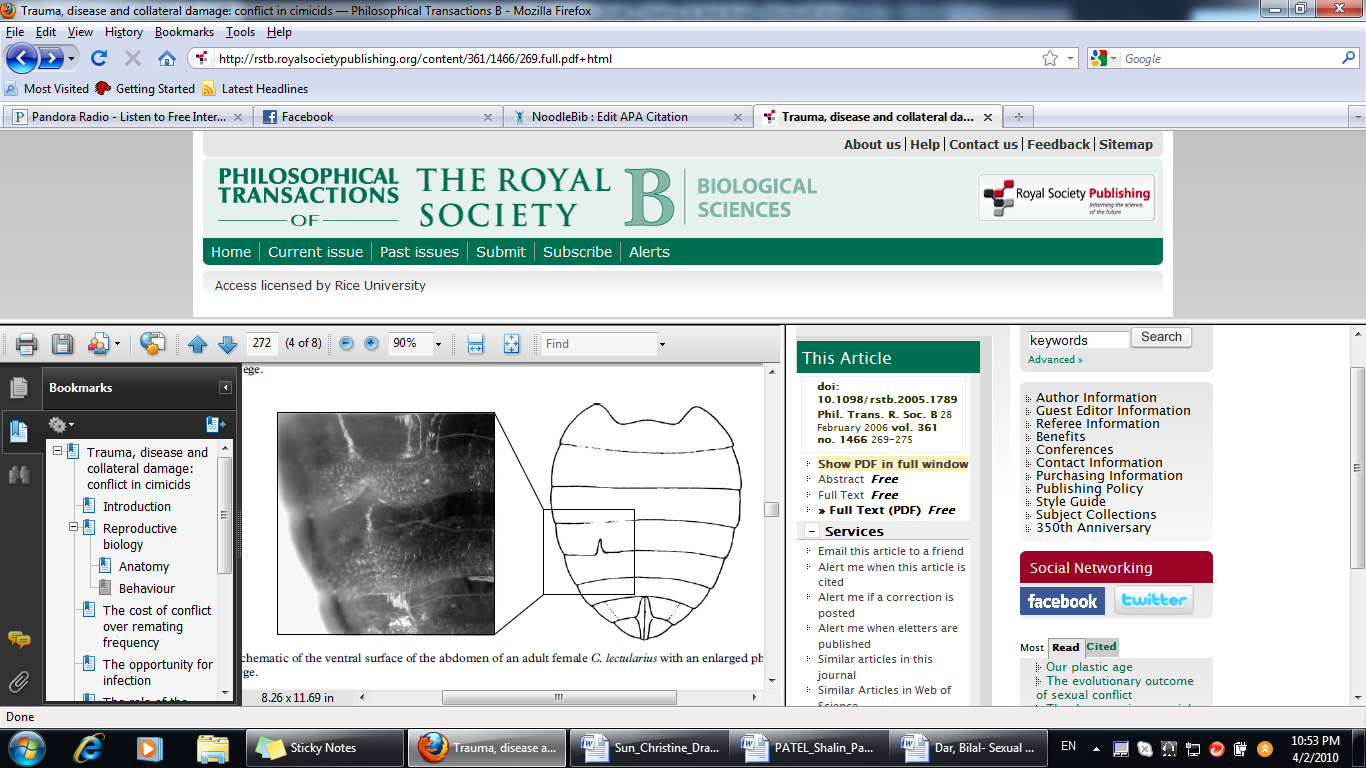 Trauma, disease and collateral damage: conflict in cimicids — Philosophical Transactions B - Mozilla Firefox
File Edit View History Bookmarks Tools Help
http://rstb.royalsocietypublishing.org/content/361/1466/269.full.pdf+html
Google
Most Visited Getting Started Latest Headlines
Pandora Radio - Listen to Free Inter...
Facebook
NoodleBib : Edit APA Citation
Trauma, disease and collateral da...
About us | Help | Contact us | Feedback | Sitemap
PHILOSOPHICAL
TRANSACTIONS
OF
THE ROYAL
SOCIETY
B
BIOLOGICAL
SCIENCES
Royal Society Publishing
Informing the science
of the future
Home Current issue Past issues Submit Subscribe Alerts
Access licensed by Rice University
272 (4 of 8) 90% Find
Bookmarks
Trauma, disease and
collateral damage:
conflict in cimicids
Introduction
Reproductive
biology
Anatomy
Behaviour
The cost of conflict
over remating
frequency
The opportunity for
infection
The role of the
ege.
chematic of the ventral surface of the abdomen of an adult female C. lectularius with an enlarged ph
ge.
8.26 x 11.69 in
This Article
doi:
10.1098/rstb.2005.1789
Phil. Trans. R. Soc. B 28
February 2006 vol. 361
no. 1466 269-275
Show PDF in full window
Abstract Free
Full Text Free
» Full Text (PDF) Free
Services
Email this article to a friend
Alert me when this article is
cited
Alert me if a correction is
posted
Alert me when eletters are
published
Similar articles in this
journal
Similar Articles in Web of
Science
keywords
Search
Advanced »
Author Information
Guest Editor Information
Referee Information
Benefits
Conferences
Contact Information
Purchasing Information
Publishing Policy
Style Guide
Subject Collections
350th Anniversary
Social Networking
facebook
twitter
Most Read Cited
Our plastic age
The evolutionary outcome
of sexual conflict
Done
Sticky Notes
Trauma, disease a...
Sun_Christine_Dra...
PATEL_Shalin_Pa...
Dar, Bilal- Sexual ...
EN
10:53 PM
4/2/2010